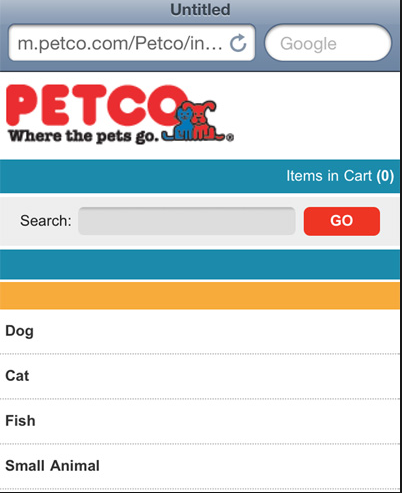 Untitled
m.petco.com/Petco/in...
Google
PETCO
Where the pets go.®
Items in Cart (0)
Search:
GO
Dog
Cat
Fish
Small Animal